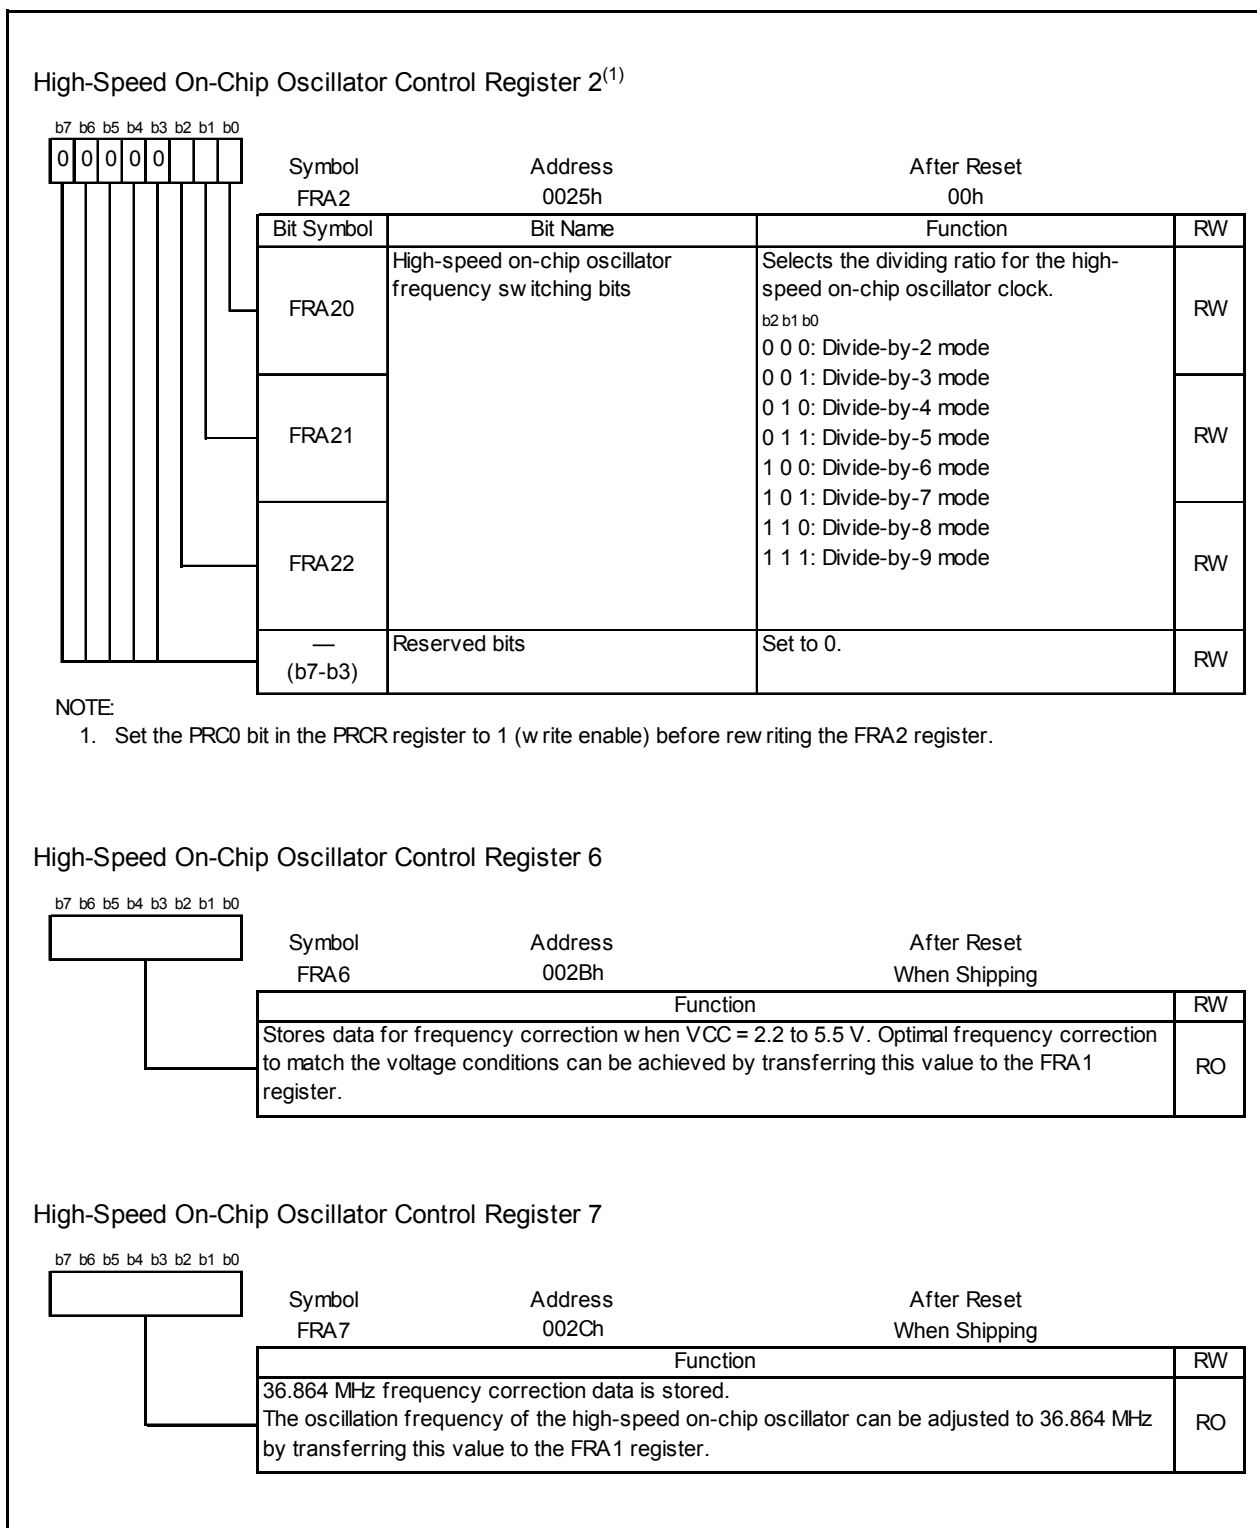 High-Speed On-Chip Oscillator Control Register 2(1)
b7 b6 b5 b4 b3 b2 b1 b0
0 0 0 0 0
Symbol Address After Reset
FRA2 0025h 00h
Bit Symbol Bit Name Function RW
FRA20 High-speed on-chip oscillator frequency switching bits Selects the dividing ratio for the high-speed on-chip oscillator clock. RW
b2 b1 b0
0 0 0: Divide-by-2 mode
0 0 1: Divide-by-3 mode
0 1 0: Divide-by-4 mode
FRA21 0 1 1: Divide-by-5 mode RW
1 0 0: Divide-by-6 mode
1 0 1: Divide-by-7 mode
1 1 0: Divide-by-8 mode
FRA22 1 1 1: Divide-by-9 mode RW
— (b7-b3) Reserved bits Set to 0. RW
NOTE:
1. Set the PRC0 bit in the PRCR register to 1 (write enable) before rewriting the FRA2 register.
High-Speed On-Chip Oscillator Control Register 6
b7 b6 b5 b4 b3 b2 b1 b0
Symbol Address After Reset
FRA6 002Bh When Shipping
Function RW
Stores data for frequency correction when VCC = 2.2 to 5.5 V. Optimal frequency correction
to match the voltage conditions can be achieved by transferring this value to the FRA1 RO
register.
High-Speed On-Chip Oscillator Control Register 7
b7 b6 b5 b4 b3 b2 b1 b0
Symbol Address After Reset
FRA7 002Ch When Shipping
Function RW
36.864 MHz frequency correction data is stored.
The oscillation frequency of the high-speed on-chip oscillator can be adjusted to 36.864 MHz RO
by transferring this value to the FRA1 register.